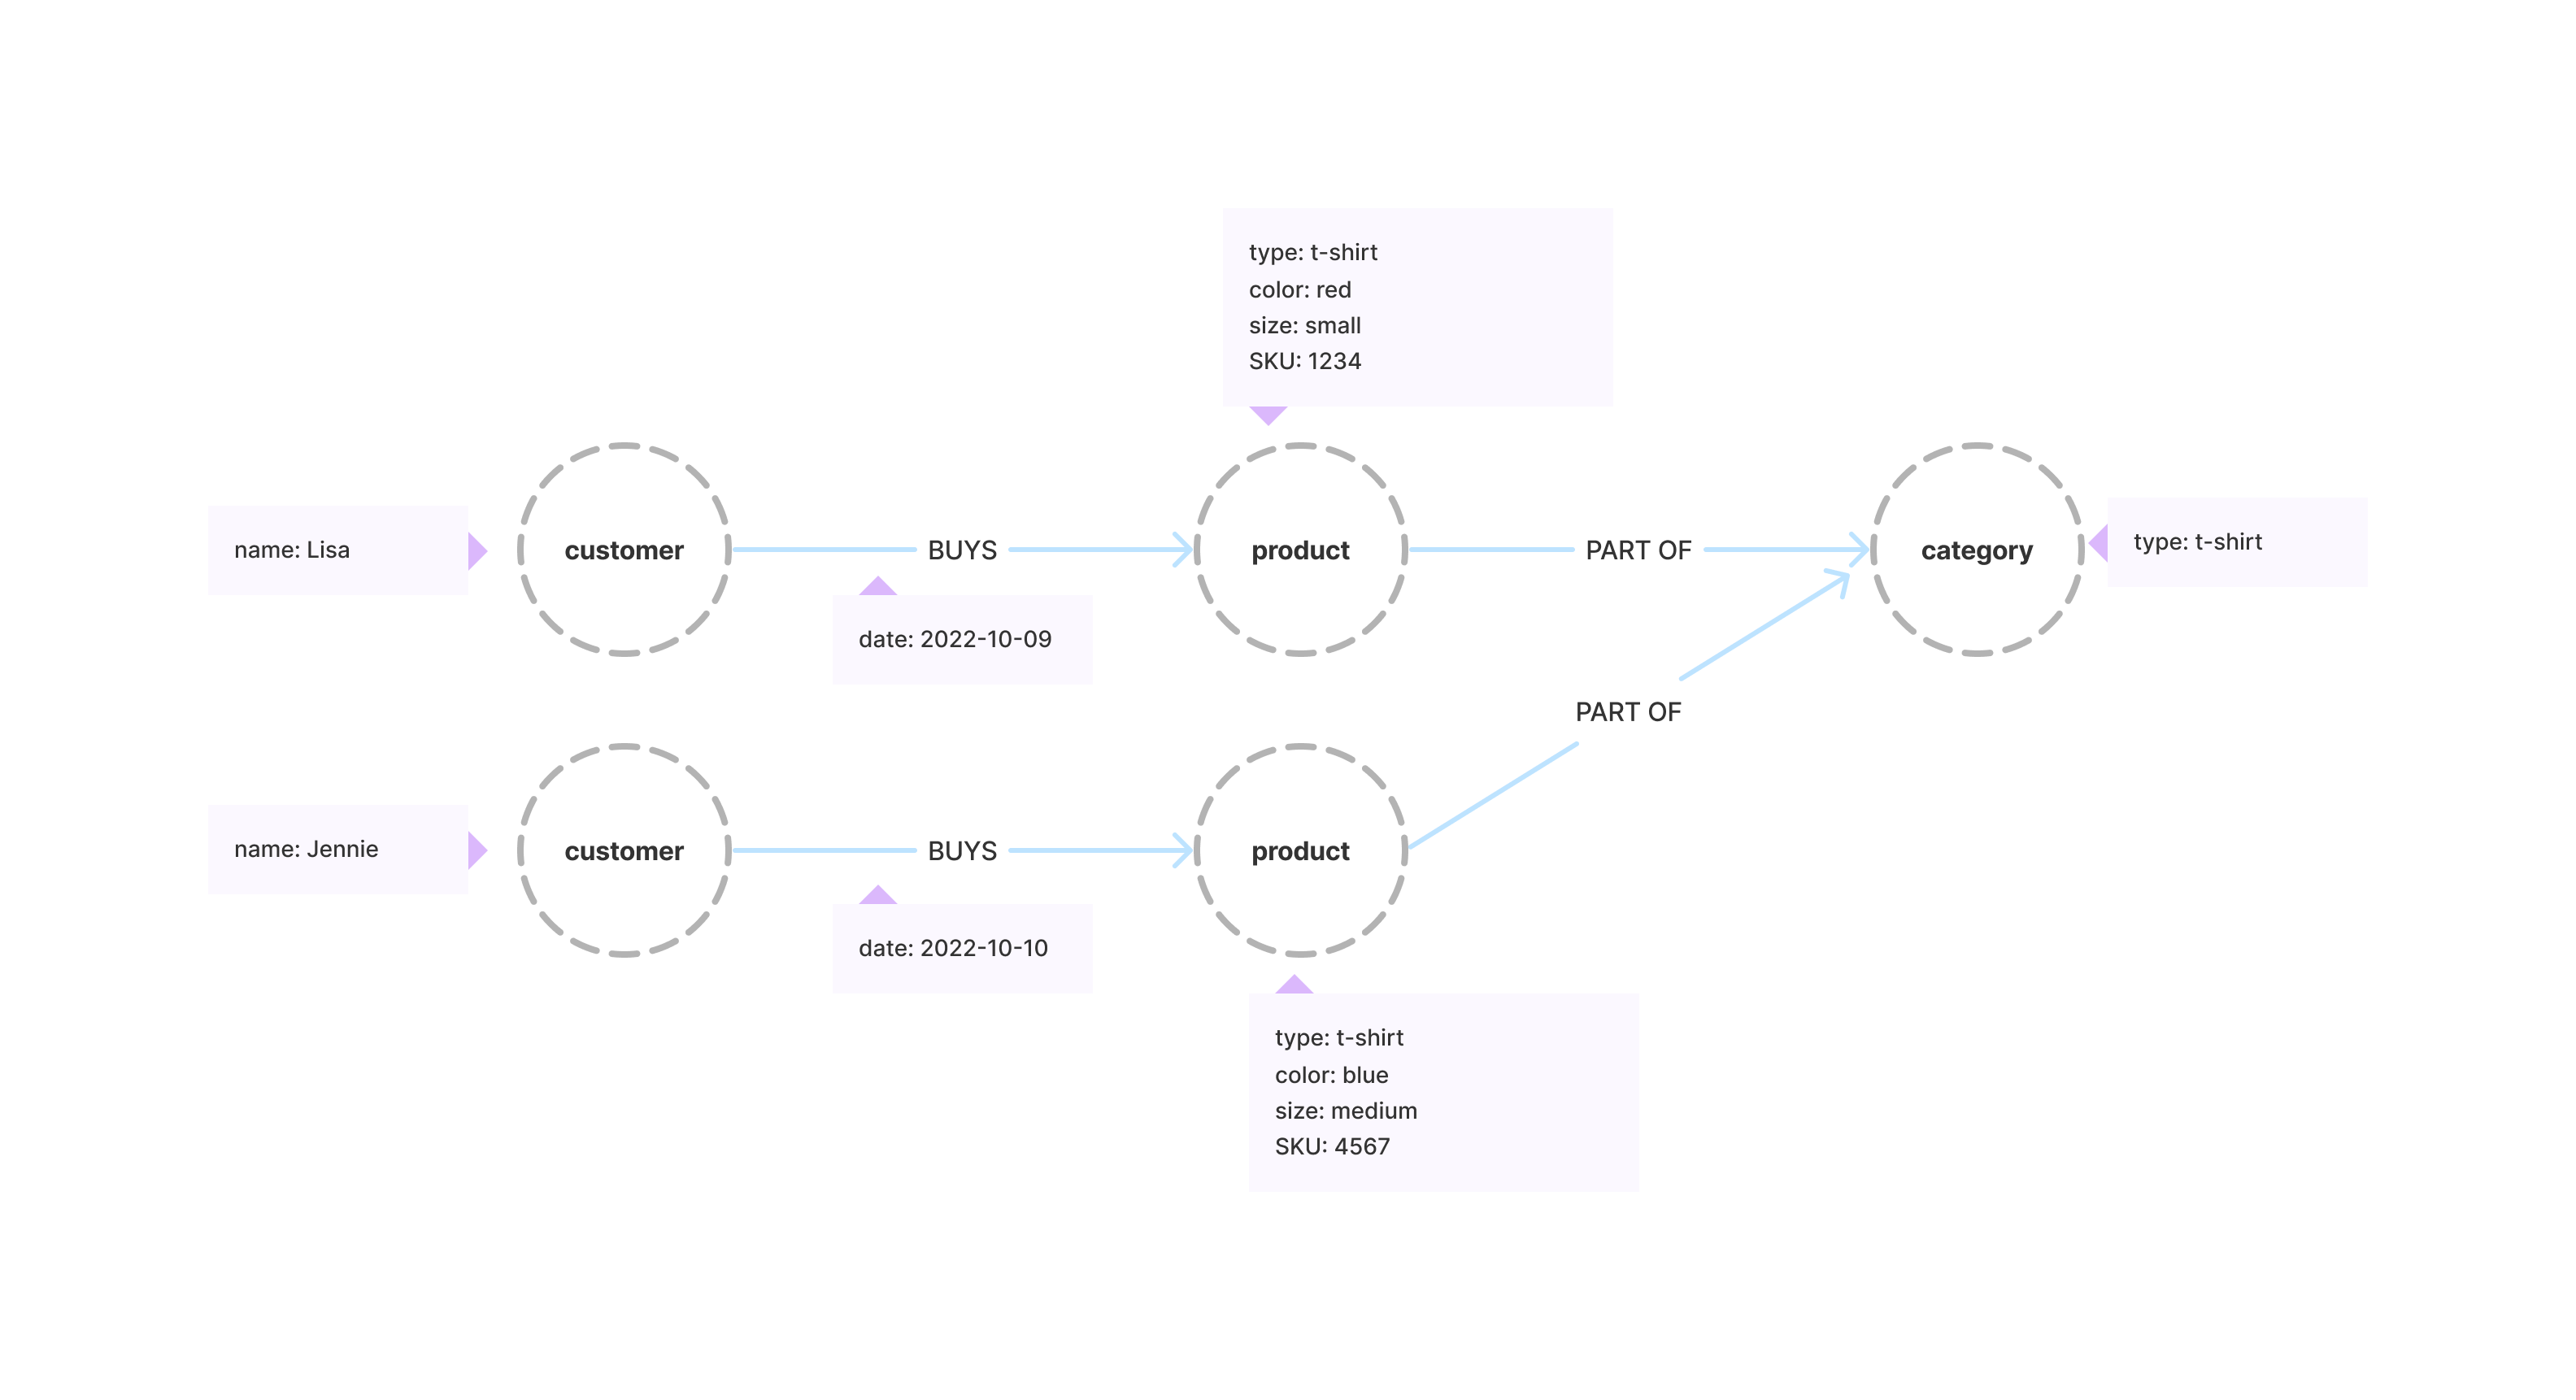 type: t-shirt
color: red
size: small
SKU: 1234
name: Lisa
customer
BUYS
product
PART OF
category
type: t-shirt
date: 2022-10-09
PART OF
name: Jennie
customer
BUYS
product
date: 2022-10-10
type: t-shirt
color: blue
size: medium
SKU: 4567